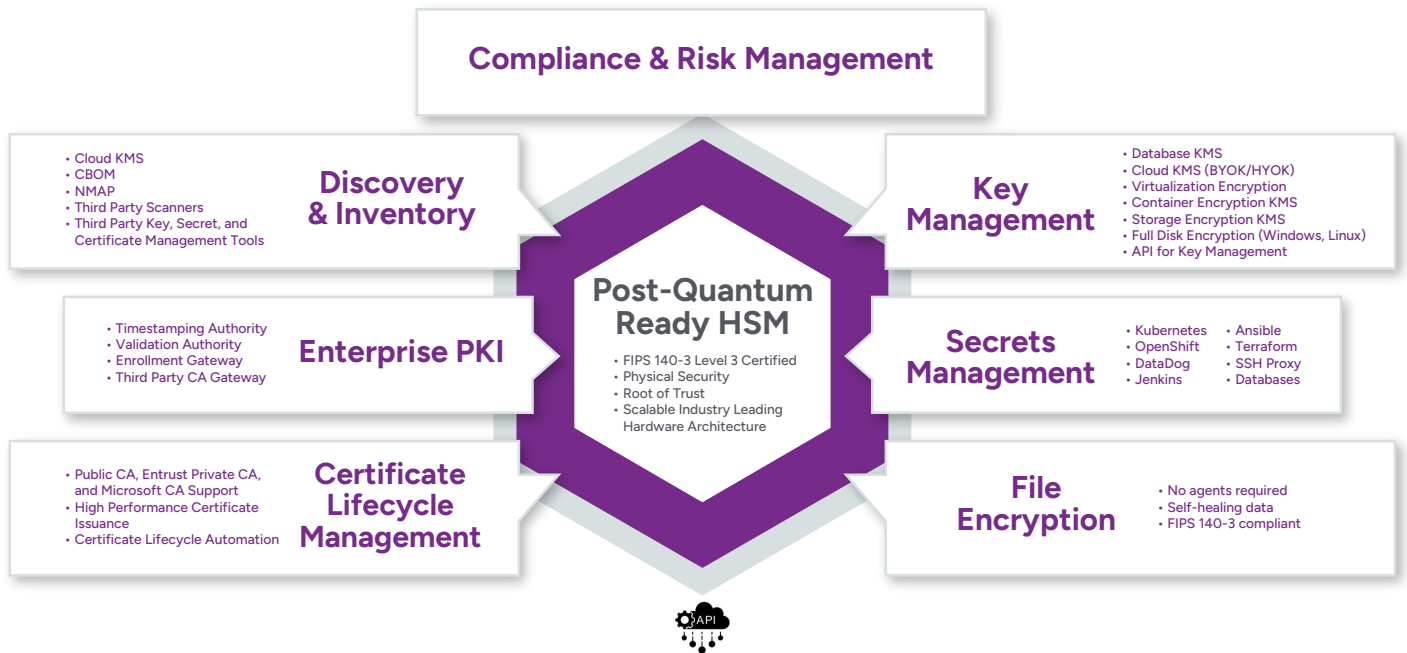 Compliance & Risk Management
• Cloud KMS
• CBOM
• NMAP
• Third Party Scanners
• Third Party Key, Secret, and
Certificate Management Tools
Discovery
& Inventory
Key
Management
• Database KMS
• Cloud KMS (BYOK/HYOK)
• Virtualization Encryption
• Container Encryption KMS
• Storage Encryption KMS
• Full Disk Encryption (Windows, Linux)
• API for Key Management
Post-Quantum
Ready HSM
• FIPS 140-3 Level 3 Certified
• Physical Security
• Root of Trust
• Scalable Industry Leading
Hardware Architecture
• Timestamping Authority
• Validation Authority
• Enrollment Gateway
• Third Party CA Gateway
Enterprise PKI
Secrets
Management
• Kubernetes
• OpenShift
• DataDog
• Jenkins
• Ansible
• Terraform
• SSH Proxy
• Databases
• Public CA, Entrust Private CA,
and Microsoft CA Support
• High Performance Certificate
Issuance
• Certificate Lifecycle Automation
Certificate
Lifecycle
Management
File
Encryption
• No agents required
• Self-healing data
• FIPS 140-3 compliant
API